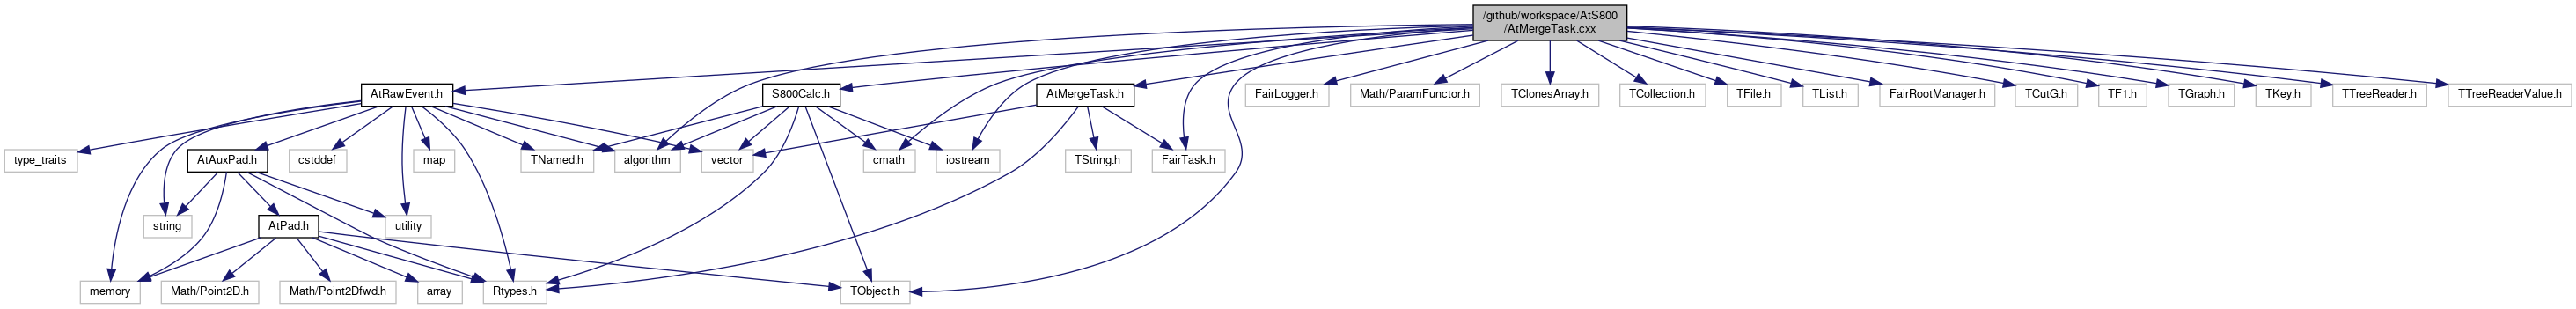 /github/workspace/AtS800
/AtMergeTask.cxx
AtRawEvent.h
S800Calc.h
AtMergeTask.h
FairLogger.h
Math/ParamFunctor.h
TClonesArray.h
TCollection.h
TFile.h
TList.h
FairRootManager.h
TCutG.h
TF1.h
TGraph.h
TKey.h
TTreeReader.h
TTreeReaderValue.h
type_traits
AtAuxPad.h
cstddef
map
TNamed.h
algorithm
vector
cmath
iostream
TString.h
FairTask.h
string
AtPad.h
utility
memory
Math/Point2D.h
Math/Point2Dfwd.h
array
Rtypes.h
TObject.h